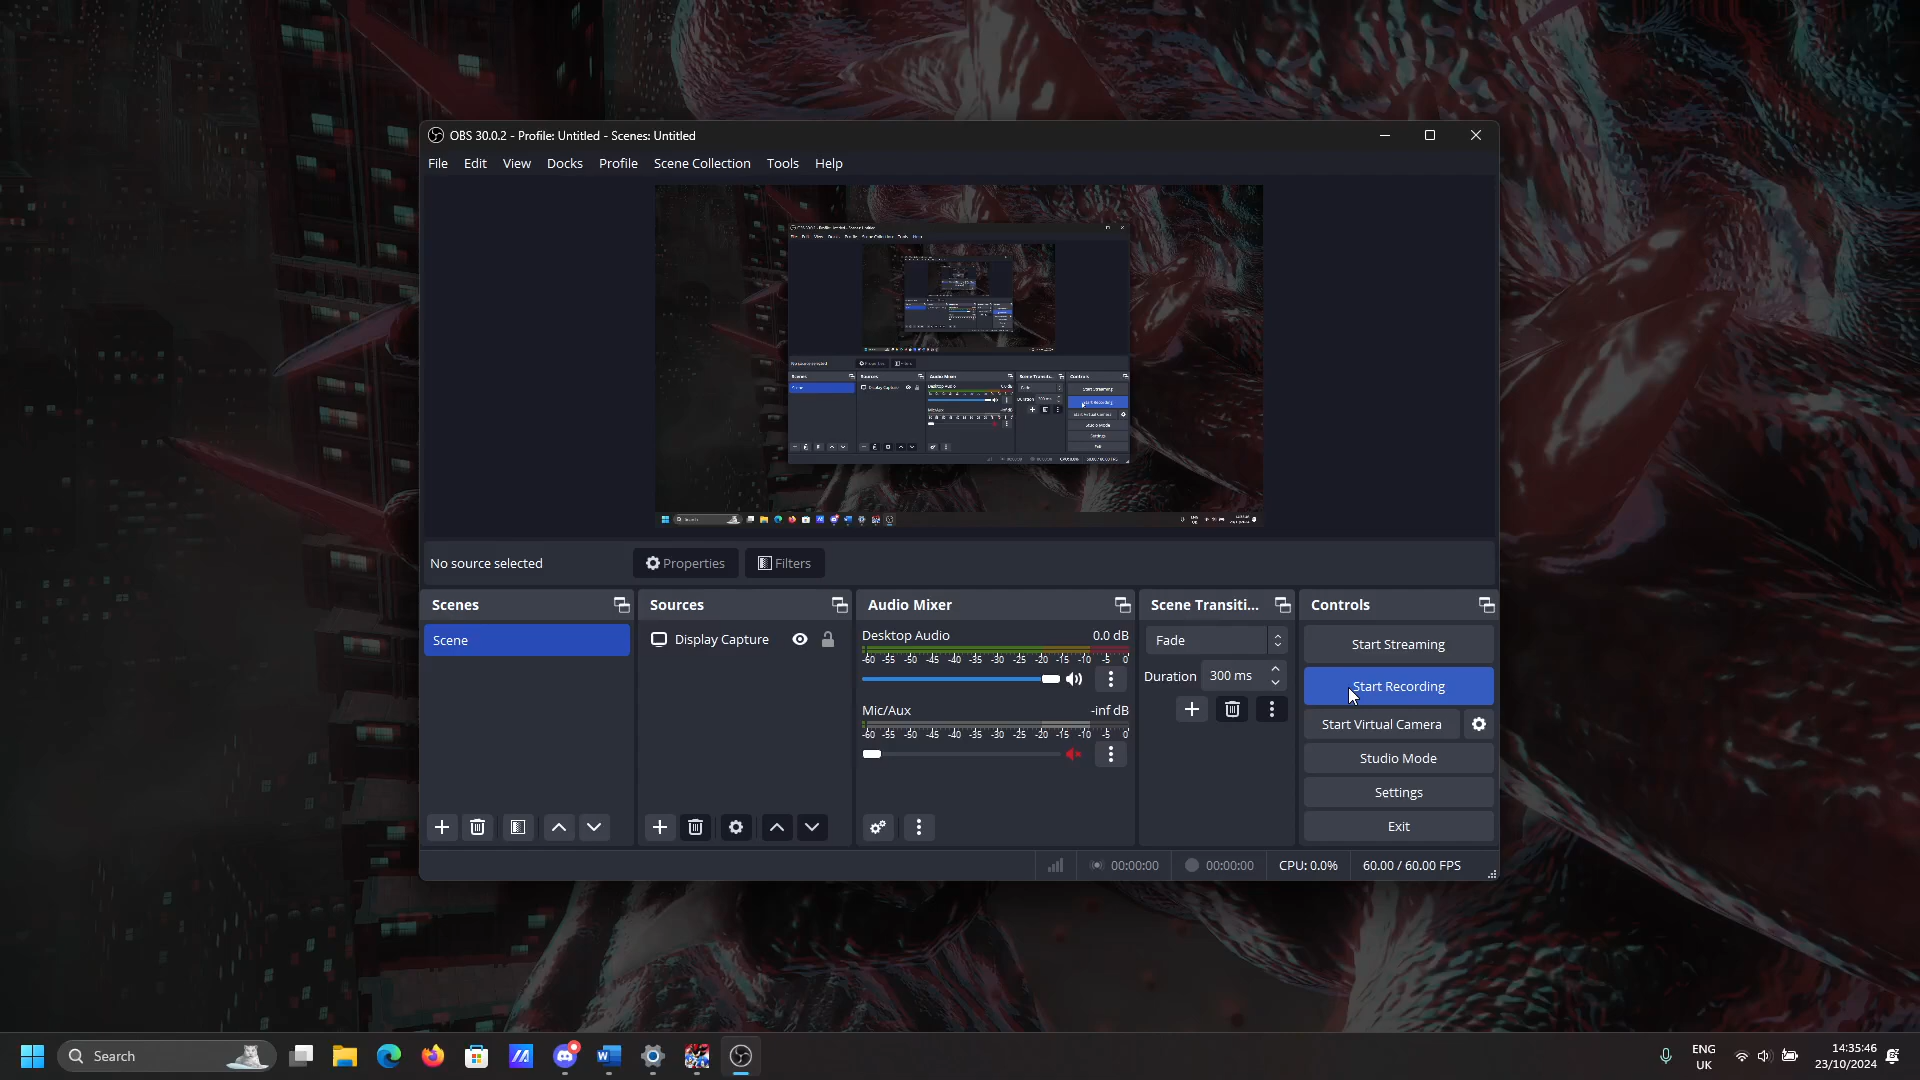 OBS 30.0.2 - Profile: Untitled - Scenes: Untitled
File Edit View Docks Profile Scene Collection Tools Help
No source selected Properties Filters
Scenes
Scene
Sources
Display Capture
Audio Mixer
Desktop Audio 0.0 dB
-60 -55 -50 -45 -40 -35 -30 -25 -20 -15 -10 -5 0
Mic/Aux -inf dB
-60 -55 -50 -45 -40 -35 -30 -25 -20 -15 -10 -5 0
Scene Transiti...
Fade
Duration 300 ms
Controls
Start Streaming
Start Recording
Start Virtual Camera
Studio Mode
Settings
Exit
00:00:00 00:00:00 CPU: 0.0% 60.00 / 60.00 FPS
Search
ENG
UK
14:35:46
23/10/2024